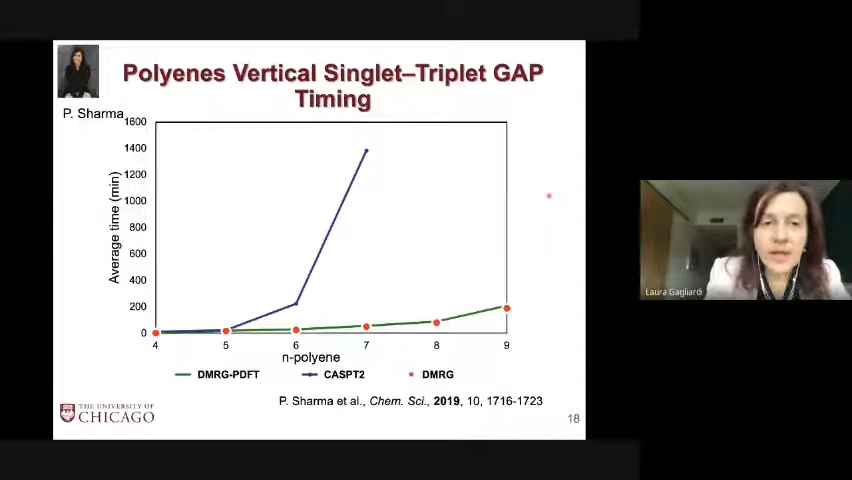 Polyenes Vertical Singlet–Triplet GAP
Timing
P. Sharma
1600
1400
1200
1000
800
600
400
200
0
Average time (min)
4 5 6 7 8 9
n-polyene
DMRG-PDFT CASPT2 DMRG
P. Sharma et al., Chem. Sci., 2019, 10, 1716-1723
THE UNIVERSITY OF
CHICAGO
18
Laura Gagliardi